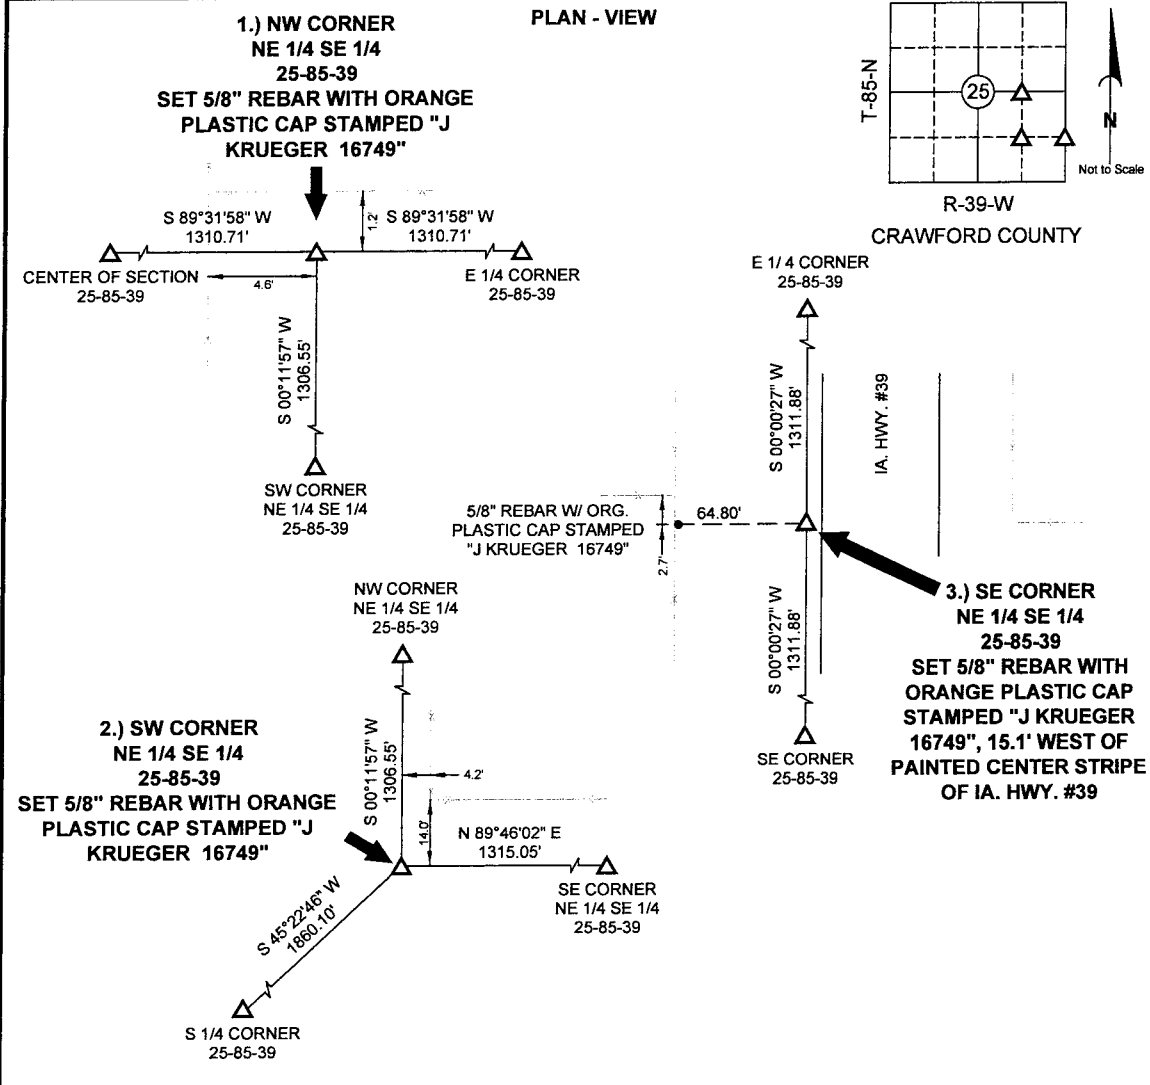 PLAN - VIEW
1.) NW CORNER
NE 1/4 SE 1/4
25-85-39
SET 5/8" REBAR WITH ORANGE
PLASTIC CAP STAMPED "J
KRUEGER 16749"
T-85-N
25
N
Not to Scale
R-39-W
CRAWFORD COUNTY
S 89°31'58" W
1310.71'
1.2'
S 89°31'58" W
1310.71'
CENTER OF SECTION
25-85-39
4.6'
E 1/4 CORNER
25-85-39
S 00°11'57" W
1306.55'
SW CORNER
NE 1/4 SE 1/4
25-85-39
E 1/ 4 CORNER
25-85-39
S 00°00'27" W
1311.88'
IA. HWY. #39
5/8" REBAR W/ ORG.
PLASTIC CAP STAMPED
"J KRUEGER 16749"
64.80'
2.7'
S 00°00'27" W
1311.88'
SE CORNER
25-85-39
3.) SE CORNER
NE 1/4 SE 1/4
25-85-39
SET 5/8" REBAR WITH
ORANGE PLASTIC CAP
STAMPED "J KRUEGER
16749", 15.1' WEST OF
PAINTED CENTER STRIPE
OF IA. HWY. #39
NW CORNER
NE 1/4 SE 1/4
25-85-39
2.) SW CORNER
NE 1/4 SE 1/4
25-85-39
SET 5/8" REBAR WITH ORANGE
PLASTIC CAP STAMPED "J
KRUEGER 16749"
S 00°11'57" W
1306.55'
4.2'
14.0'
N 89°46'02" E
1315.05'
SE CORNER
NE 1/4 SE 1/4
25-85-39
S 45°22'46" W
1860.10'
S 1/4 CORNER
25-85-39